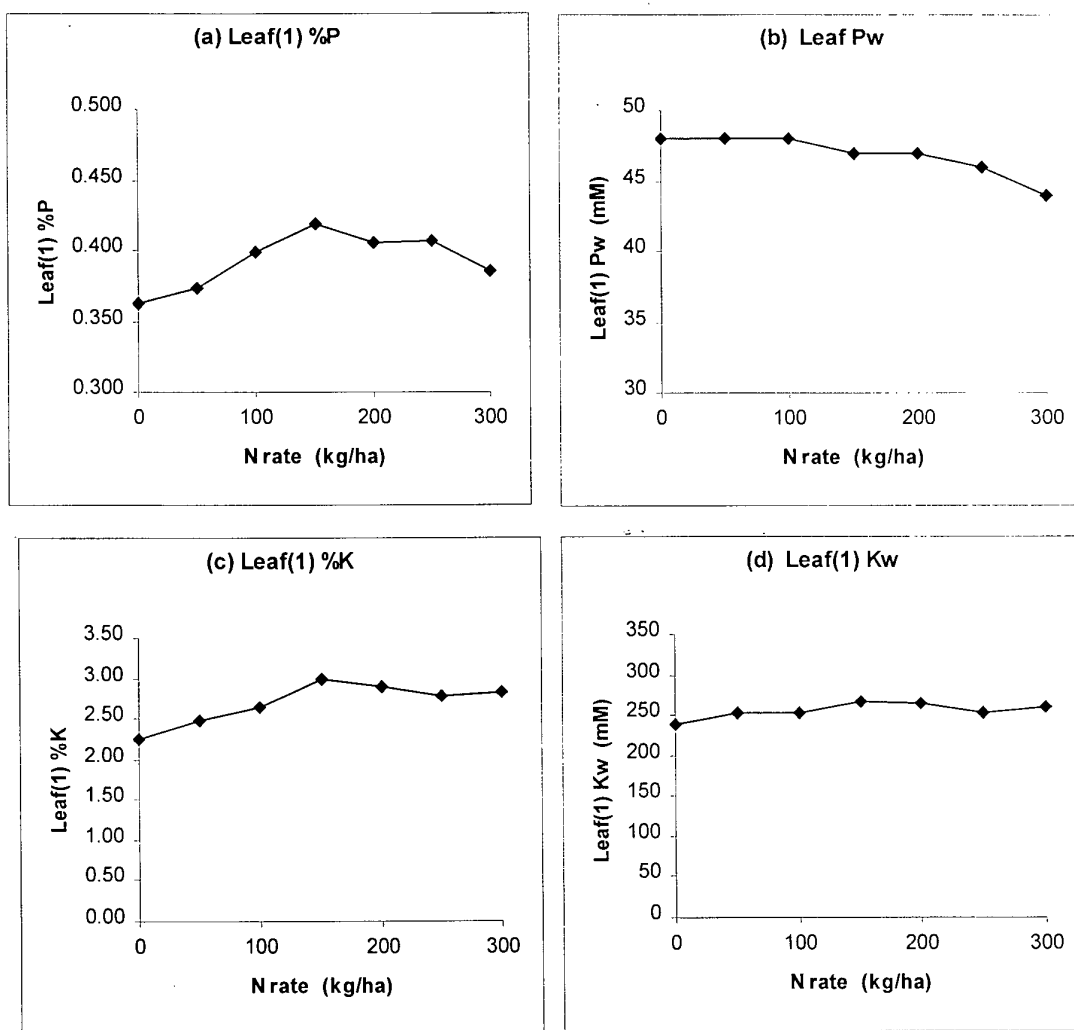 (a) Leaf(1) %P
0.500
0.450
0.400
0.350
0.300
Leaf(1) %P
0 100 200 300
N rate (kg/ha)
(b) Leaf Pw
50
45
40
35
30
Leaf(1) Pw (mM)
0 100 200 300
N rate (kg/ha)
(c) Leaf(1) %K
3.50
3.00
2.50
2.00
1.50
1.00
0.50
0.00
Leaf(1) %K
0 100 200 300
N rate (kg/ha)
(d) Leaf(1) Kw
350
300
250
200
150
100
50
0
Leaf(1) Kw (mM)
0 100 200 300
N rate (kg/ha)